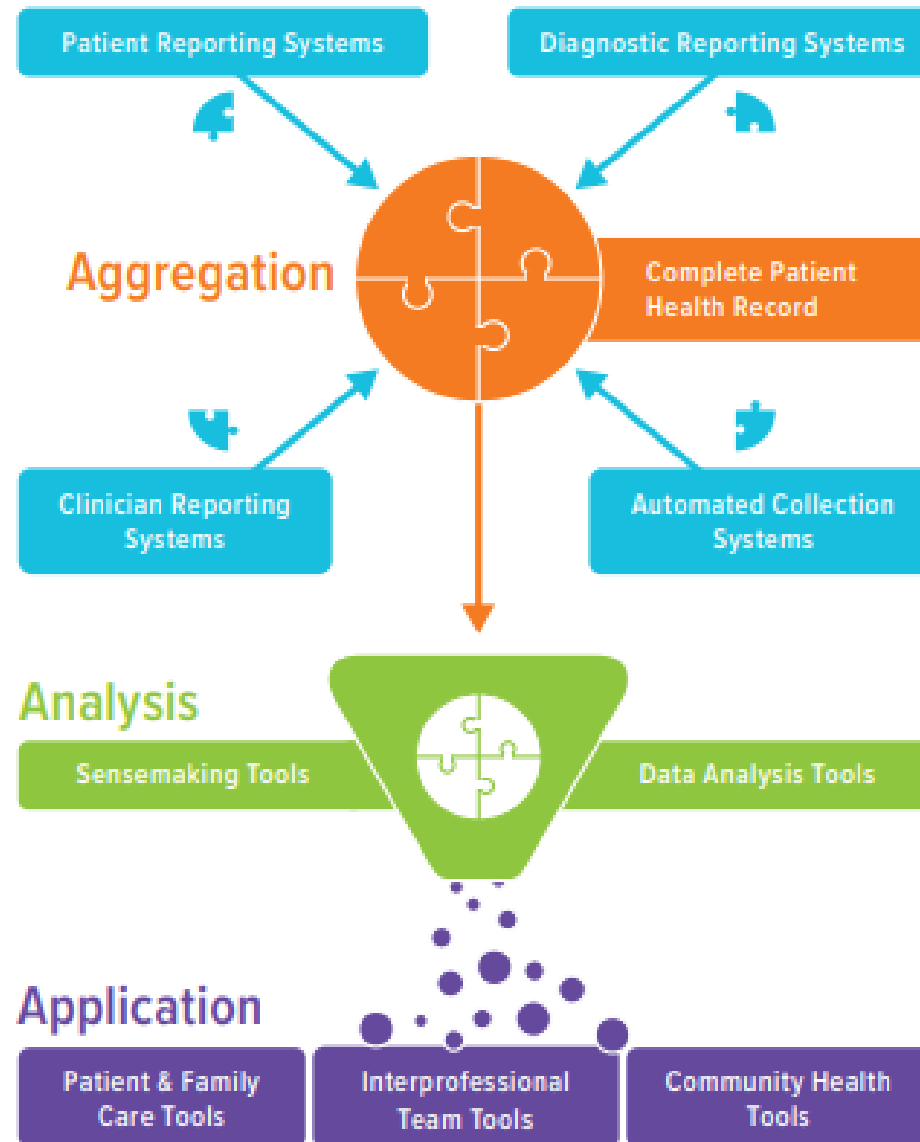 Patient Reporting Systems
Diagnostic Reporting Systems
Aggregation
Complete Patient
Health Record
Clinician Reporting
Systems
Automated Collection
Systems
Analysis
Sensemaking Tools
Data Analysis Tools
Application
Patient & Family
Care Tools
Interprofessional
Team Tools
Community Health
Tools